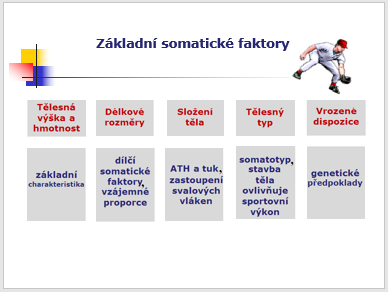 Základní somatické faktory
Tělesná
výška a
hmotnost
Délkové
rozměry
Složení
těla
Tělesný
typ
Vrozené
dispozice
základní
charakteristika
dílčí
somatické
faktory,
vzájemné
proporce
ATH a tuk,
zastoupení
svalových
vláken
somatotyp,
stavba
těla
ovlivňuje
sportovní
výkon
genetické
předpoklady